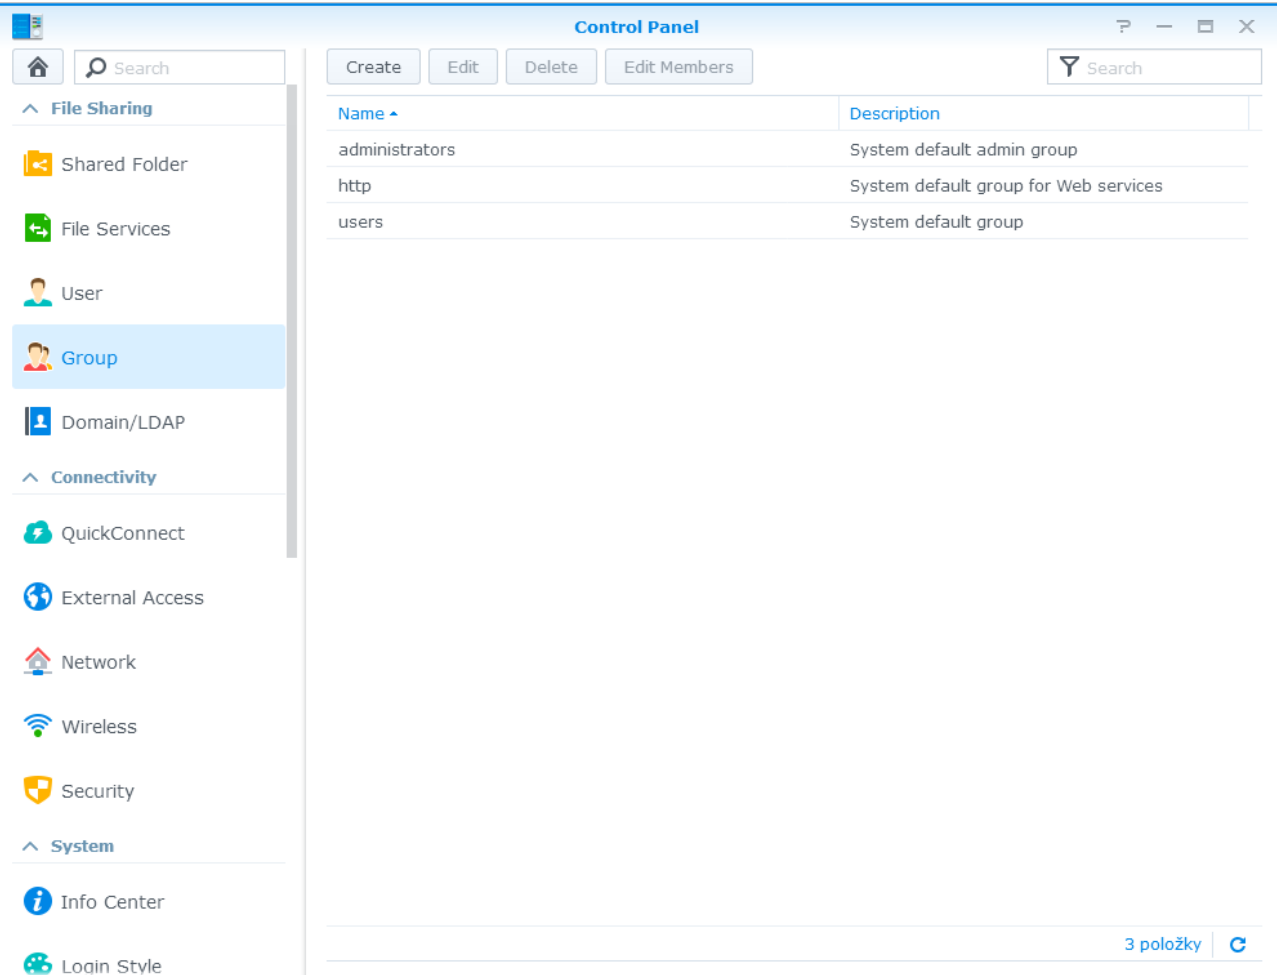 Control Panel
Search
Create Edit Delete Edit Members
Search
File Sharing
Shared Folder
File Services
User
Group
Domain/LDAP
Connectivity
QuickConnect
External Access
Network
Wireless
Security
System
Info Center
Login Style
Name Description
administrators System default admin group
http System default group for Web services
users System default group
3 položky